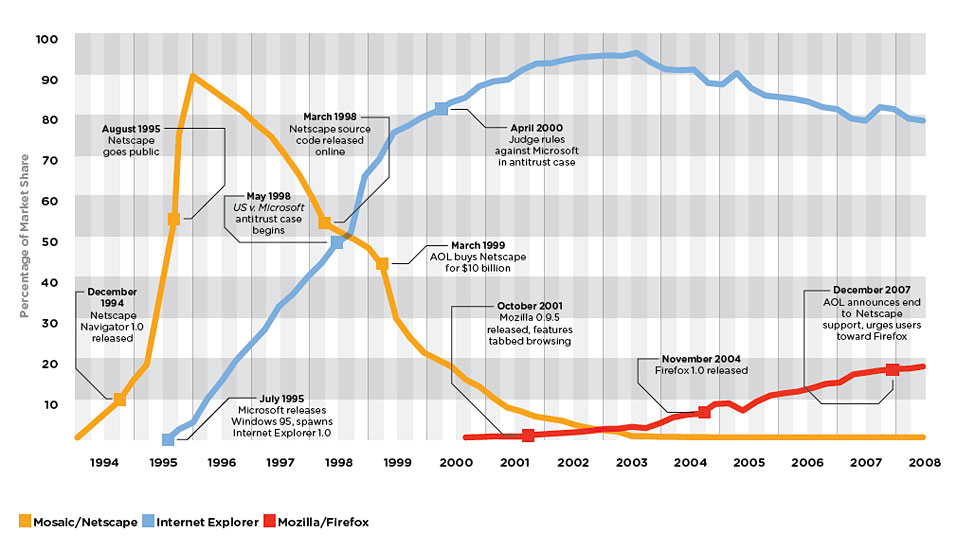 100
90
80
70
60
50
40
30
20
10
Percentage of Market Share
August 1995
Netscape
goes public
March 1998
Netscape source
code released
online
April 2000
Judge rules
against Microsoft
in antitrust case
May 1998
US v. Microsoft
antitrust case
begins
March 1999
AOL buys Netscape
for $10 billion
December
1994
Netscape
Navigator 1.0
released
October 2001
Mozilla 0.9.5
released, features
tabbed browsing
December 2007
AOL announces end
to Netscape
support, urges users
toward Firefox
November 2004
Firefox 1.0 released
July 1995
Microsoft releases
Windows 95, spawns
Internet Explorer 1.0
1994 1995 1996 1997 1998 1999 2000 2001 2002 2003 2004 2005 2006 2007 2008
Mosaic/Netscape Internet Explorer Mozilla/Firefox